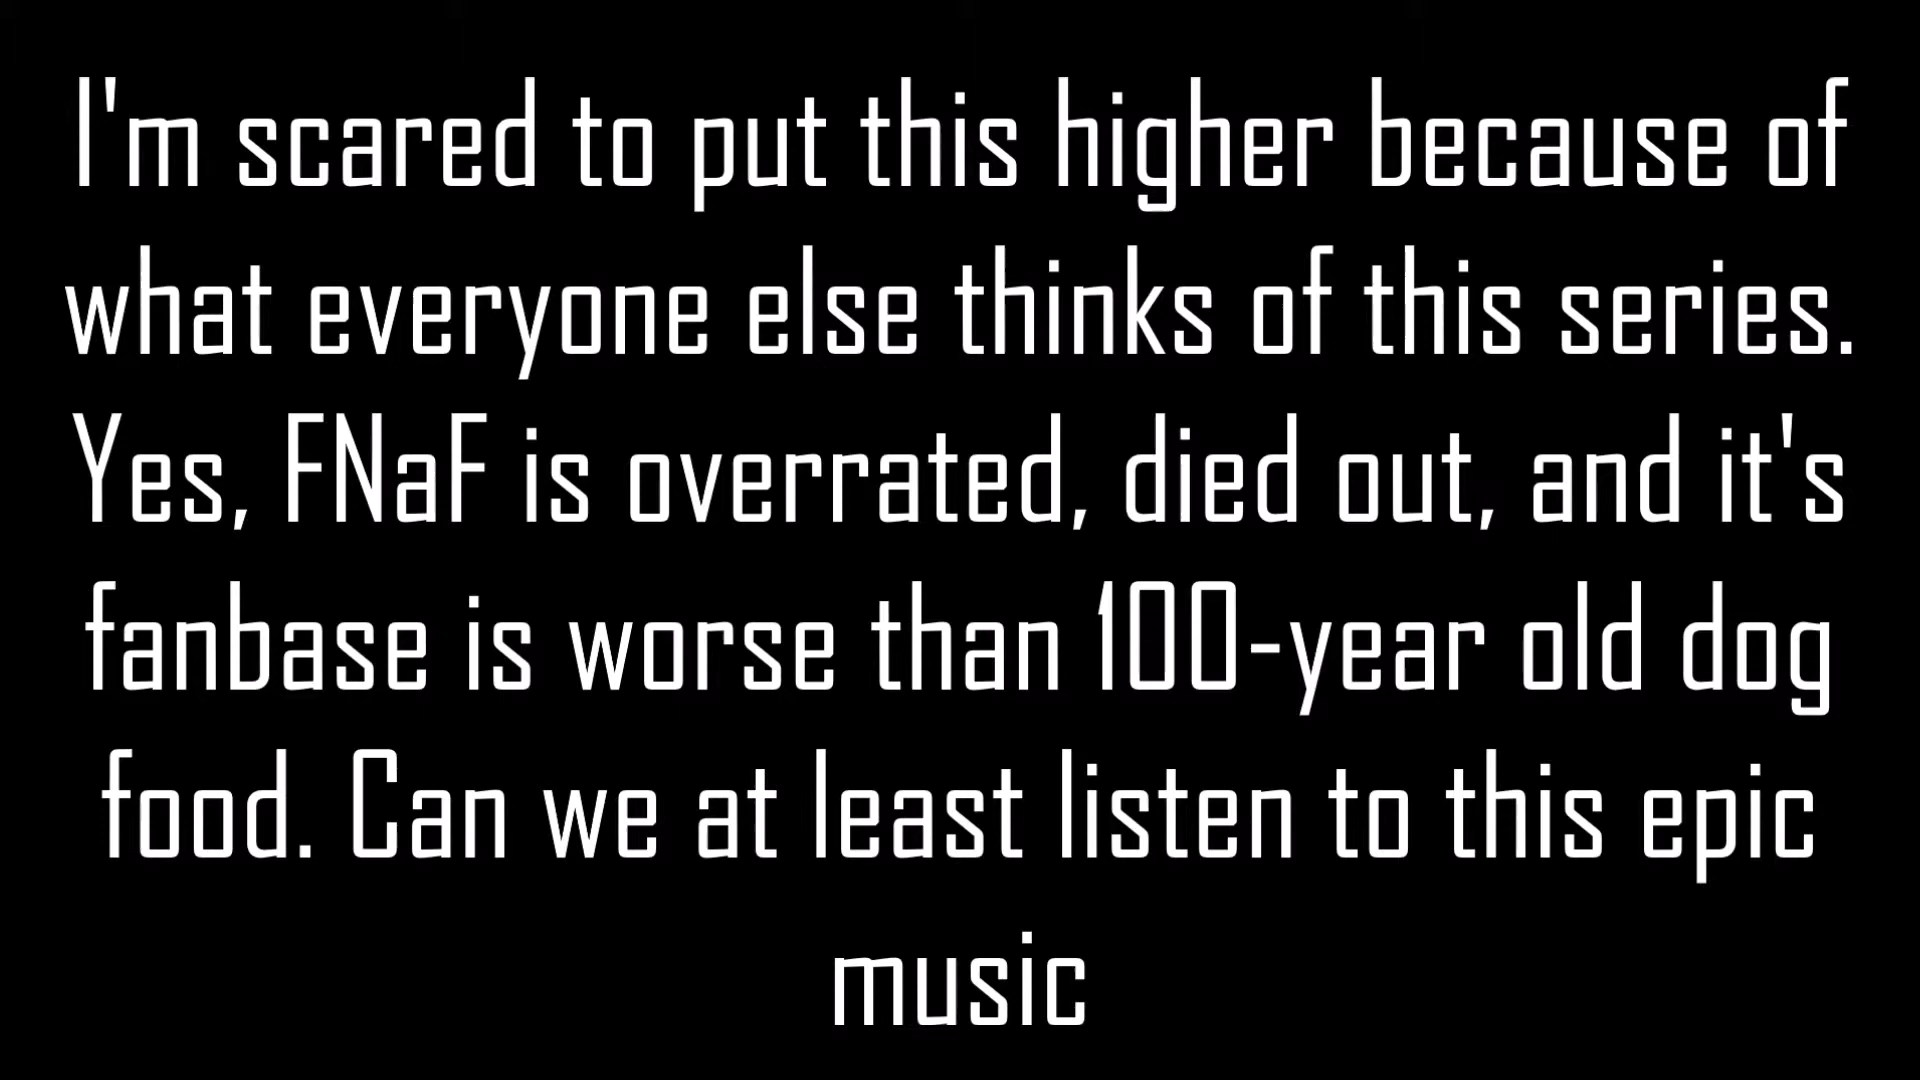 I'm scared to put this higher because of
what everyone else thinks of this series.
Yes, FNaF is overrated, died out, and it's
fanbase is worse than 100-year old dog
food. Can we at least listen to this epic
music